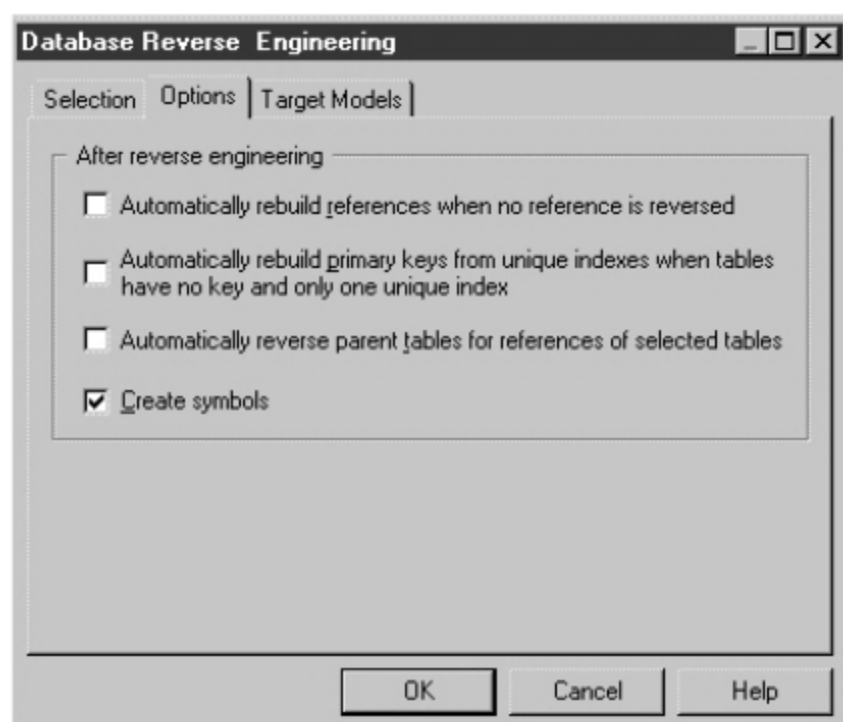 Database Reverse Engineering
Selection
Options
Target Models
After reverse engineering
Automatically rebuild references when no reference is reversed
Automatically rebuild primary keys from unique indexes when tables
have no key and only one unique index
Automatically reverse parent tables for references of selected tables
Create symbols
OK
Cancel
Help